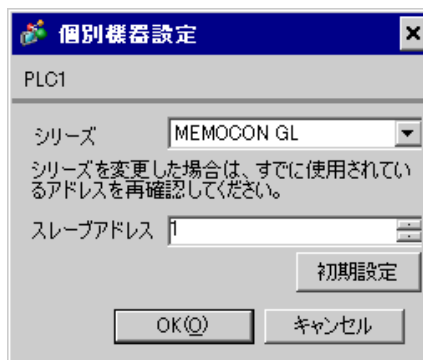 個別機器設定
PLC1
シリーズ MEMOCON GL
シリーズを変更した場合は、すでに使用されてい
るアドレスを再確認してください。
スレーブアドレス 1
初期設定
OK(O) キャンセル